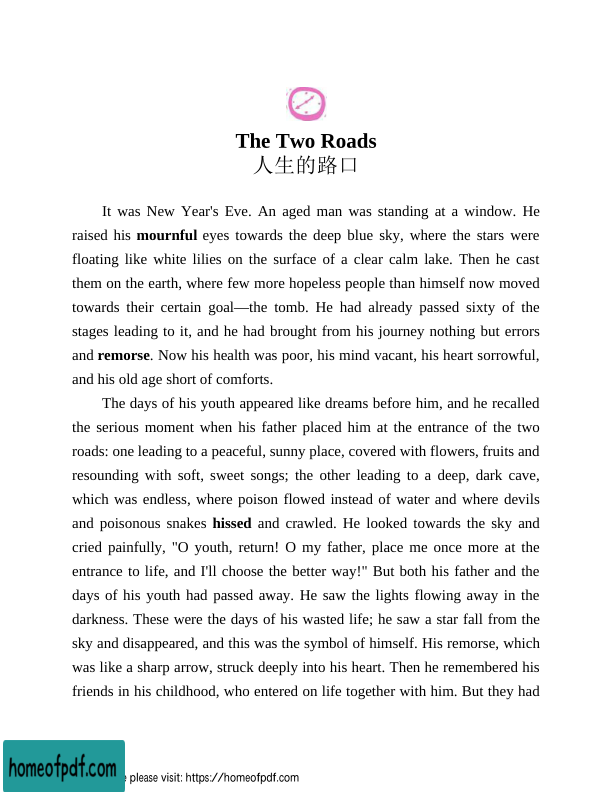 The Two Roads
人生的路口
It was New Year's Eve. An aged man was standing at a window. He
raised his mournful eyes towards the deep blue sky, where the stars were
floating like white lilies on the surface of a clear calm lake. Then he cast
them on the earth, where few more hopeless people than himself now moved
towards their certain goal—the tomb. He had already passed sixty of the
stages leading to it, and he had brought from his journey nothing but errors
and remorse. Now his health was poor, his mind vacant, his heart sorrowful,
and his old age short of comforts.
The days of his youth appeared like dreams before him, and he recalled
the serious moment when his father placed him at the entrance of the two
roads: one leading to a peaceful, sunny place, covered with flowers, fruits and
resounding with soft, sweet songs; the other leading to a deep, dark cave,
which was endless, where poison flowed instead of water and where devils
and poisonous snakes hissed and crawled. He looked towards the sky and
cried painfully, "O youth, return! O my father, place me once more at the
entrance to life, and I'll choose the better way!" But both his father and the
days of his youth had passed away. He saw the lights flowing away in the
darkness. These were the days of his wasted life; he saw a star fall from the
sky and disappeared, and this was the symbol of himself. His remorse, which
was like a sharp arrow, struck deeply into his heart. Then he remembered his
friends in his childhood, who entered on life together with him. But they had
homeofpdf.com
please visit: https://homeofpdf.com